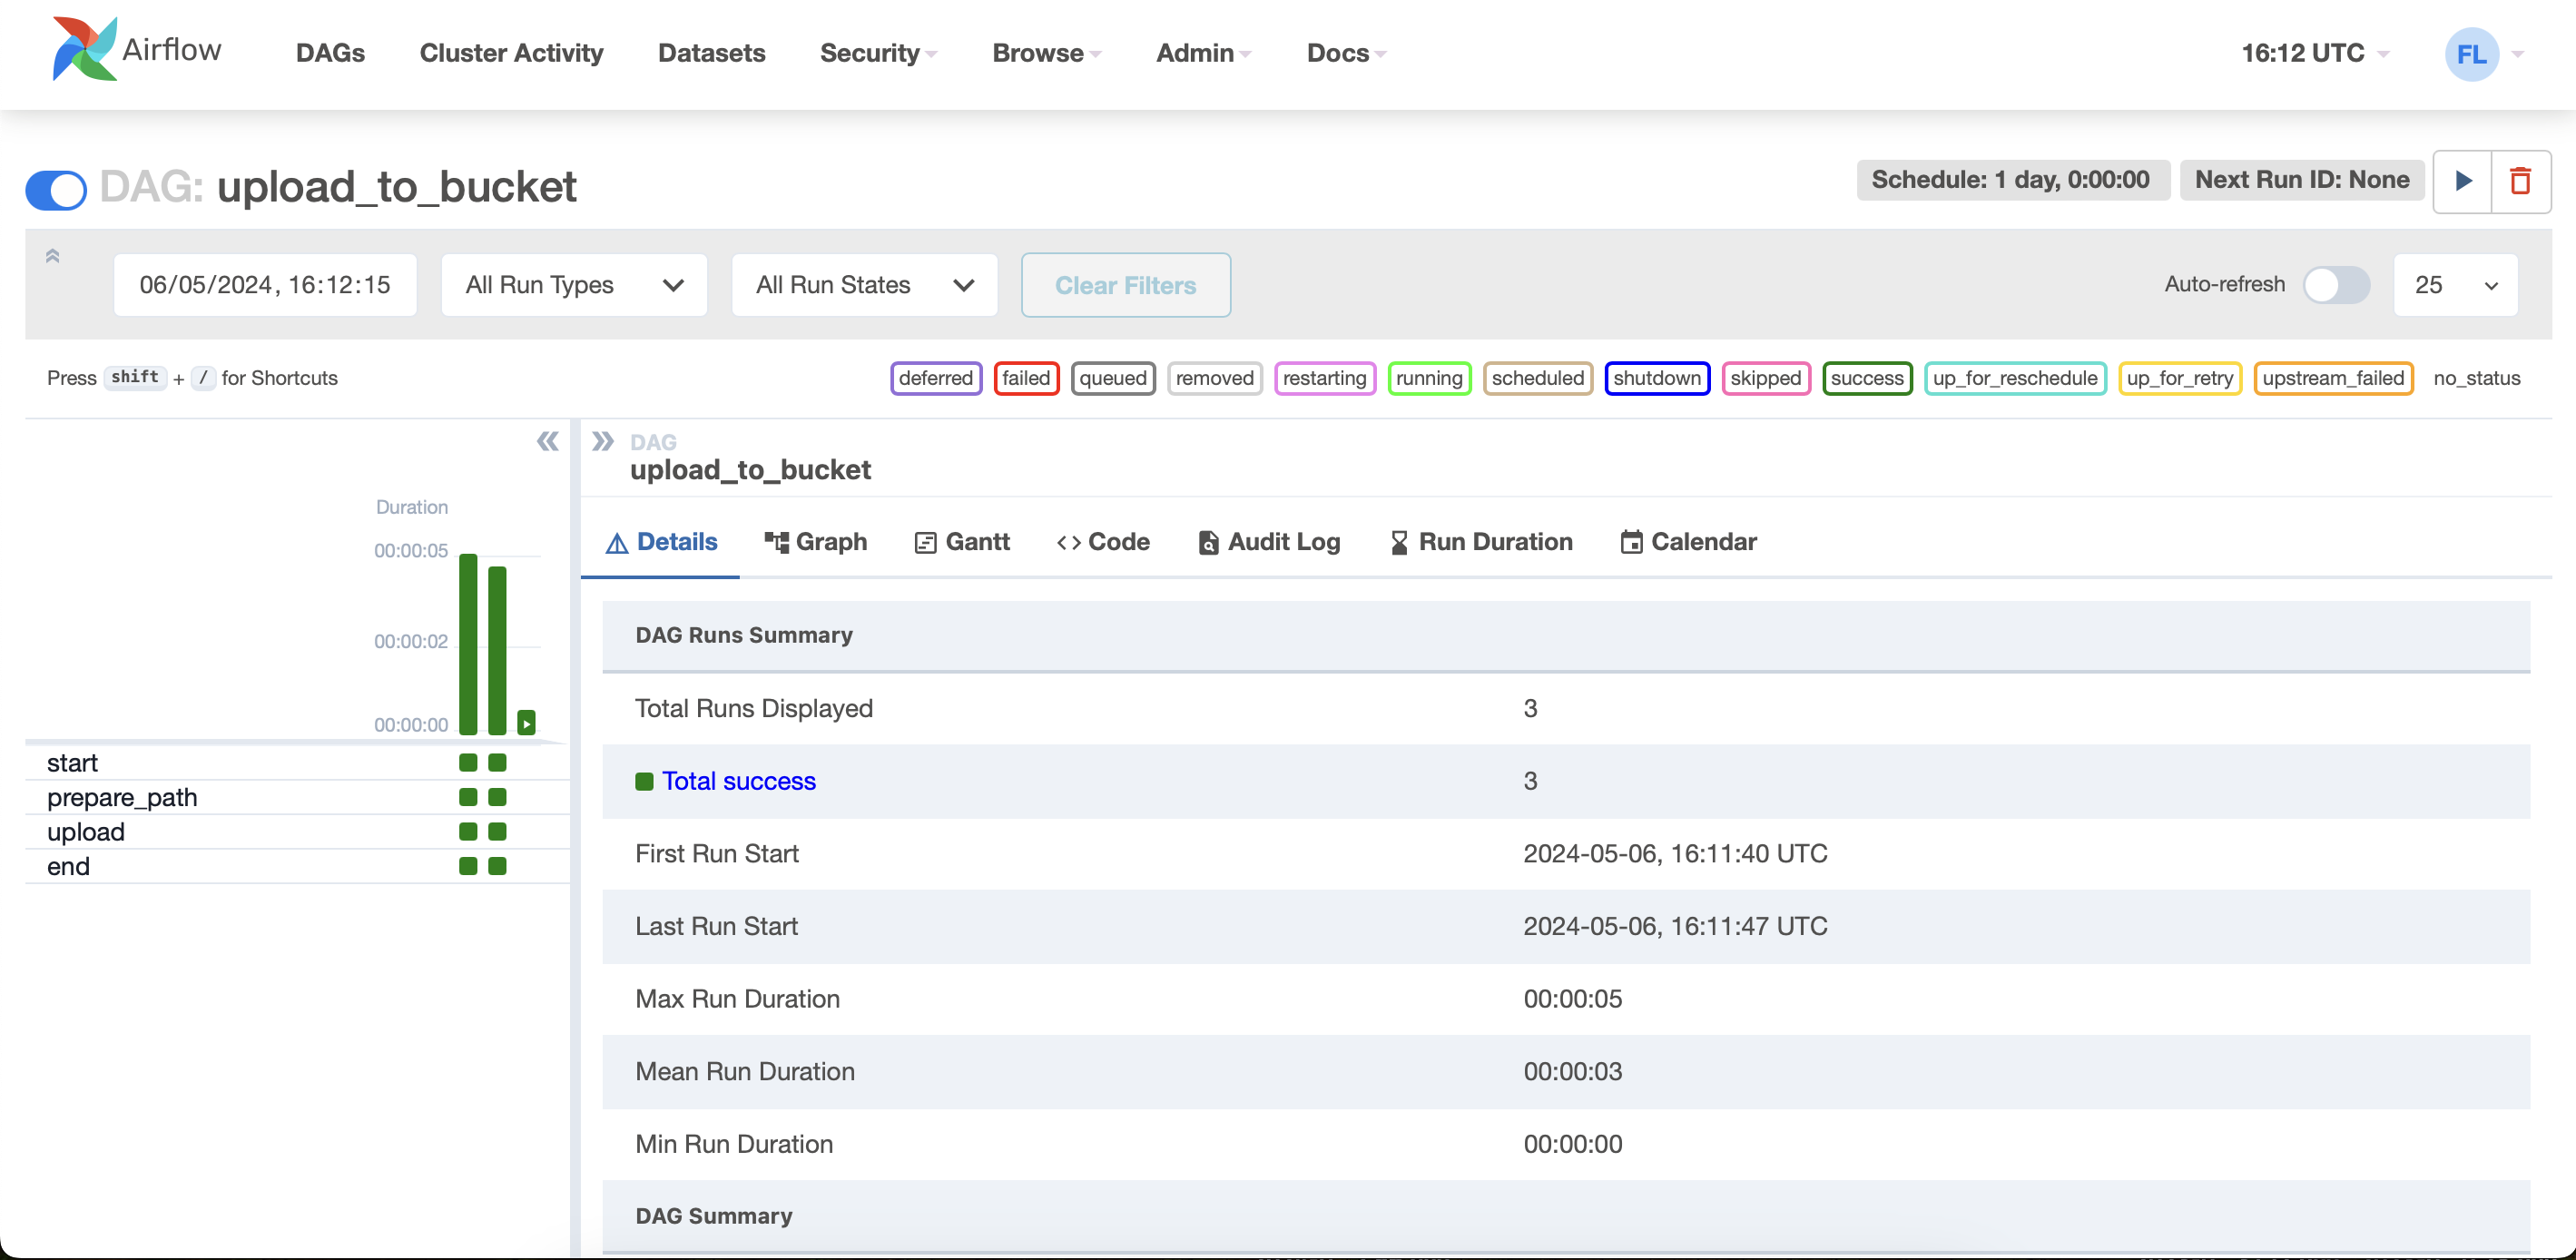 Airflow DAGs Cluster Activity Datasets Security Browse Admin Docs 16:12 UTC FL
DAG: upload_to_bucket Schedule: 1 day, 0:00:00 Next Run ID: None
06/05/2024, 16:12:15 All Run Types All Run States Clear Filters Auto-refresh 25
Press shift + / for Shortcuts deferred failed queued removed restarting running scheduled shutdown skipped success up_for_reschedule up_for_retry upstream_failed no_status
Duration
00:00:05
00:00:02
00:00:00
start
prepare_path
upload
end
DAG
upload_to_bucket
Details Graph Gantt Code Audit Log Run Duration Calendar
DAG Runs Summary
Total Runs Displayed 3
Total success 3
First Run Start 2024-05-06, 16:11:40 UTC
Last Run Start 2024-05-06, 16:11:47 UTC
Max Run Duration 00:00:05
Mean Run Duration 00:00:03
Min Run Duration 00:00:00
DAG Summary